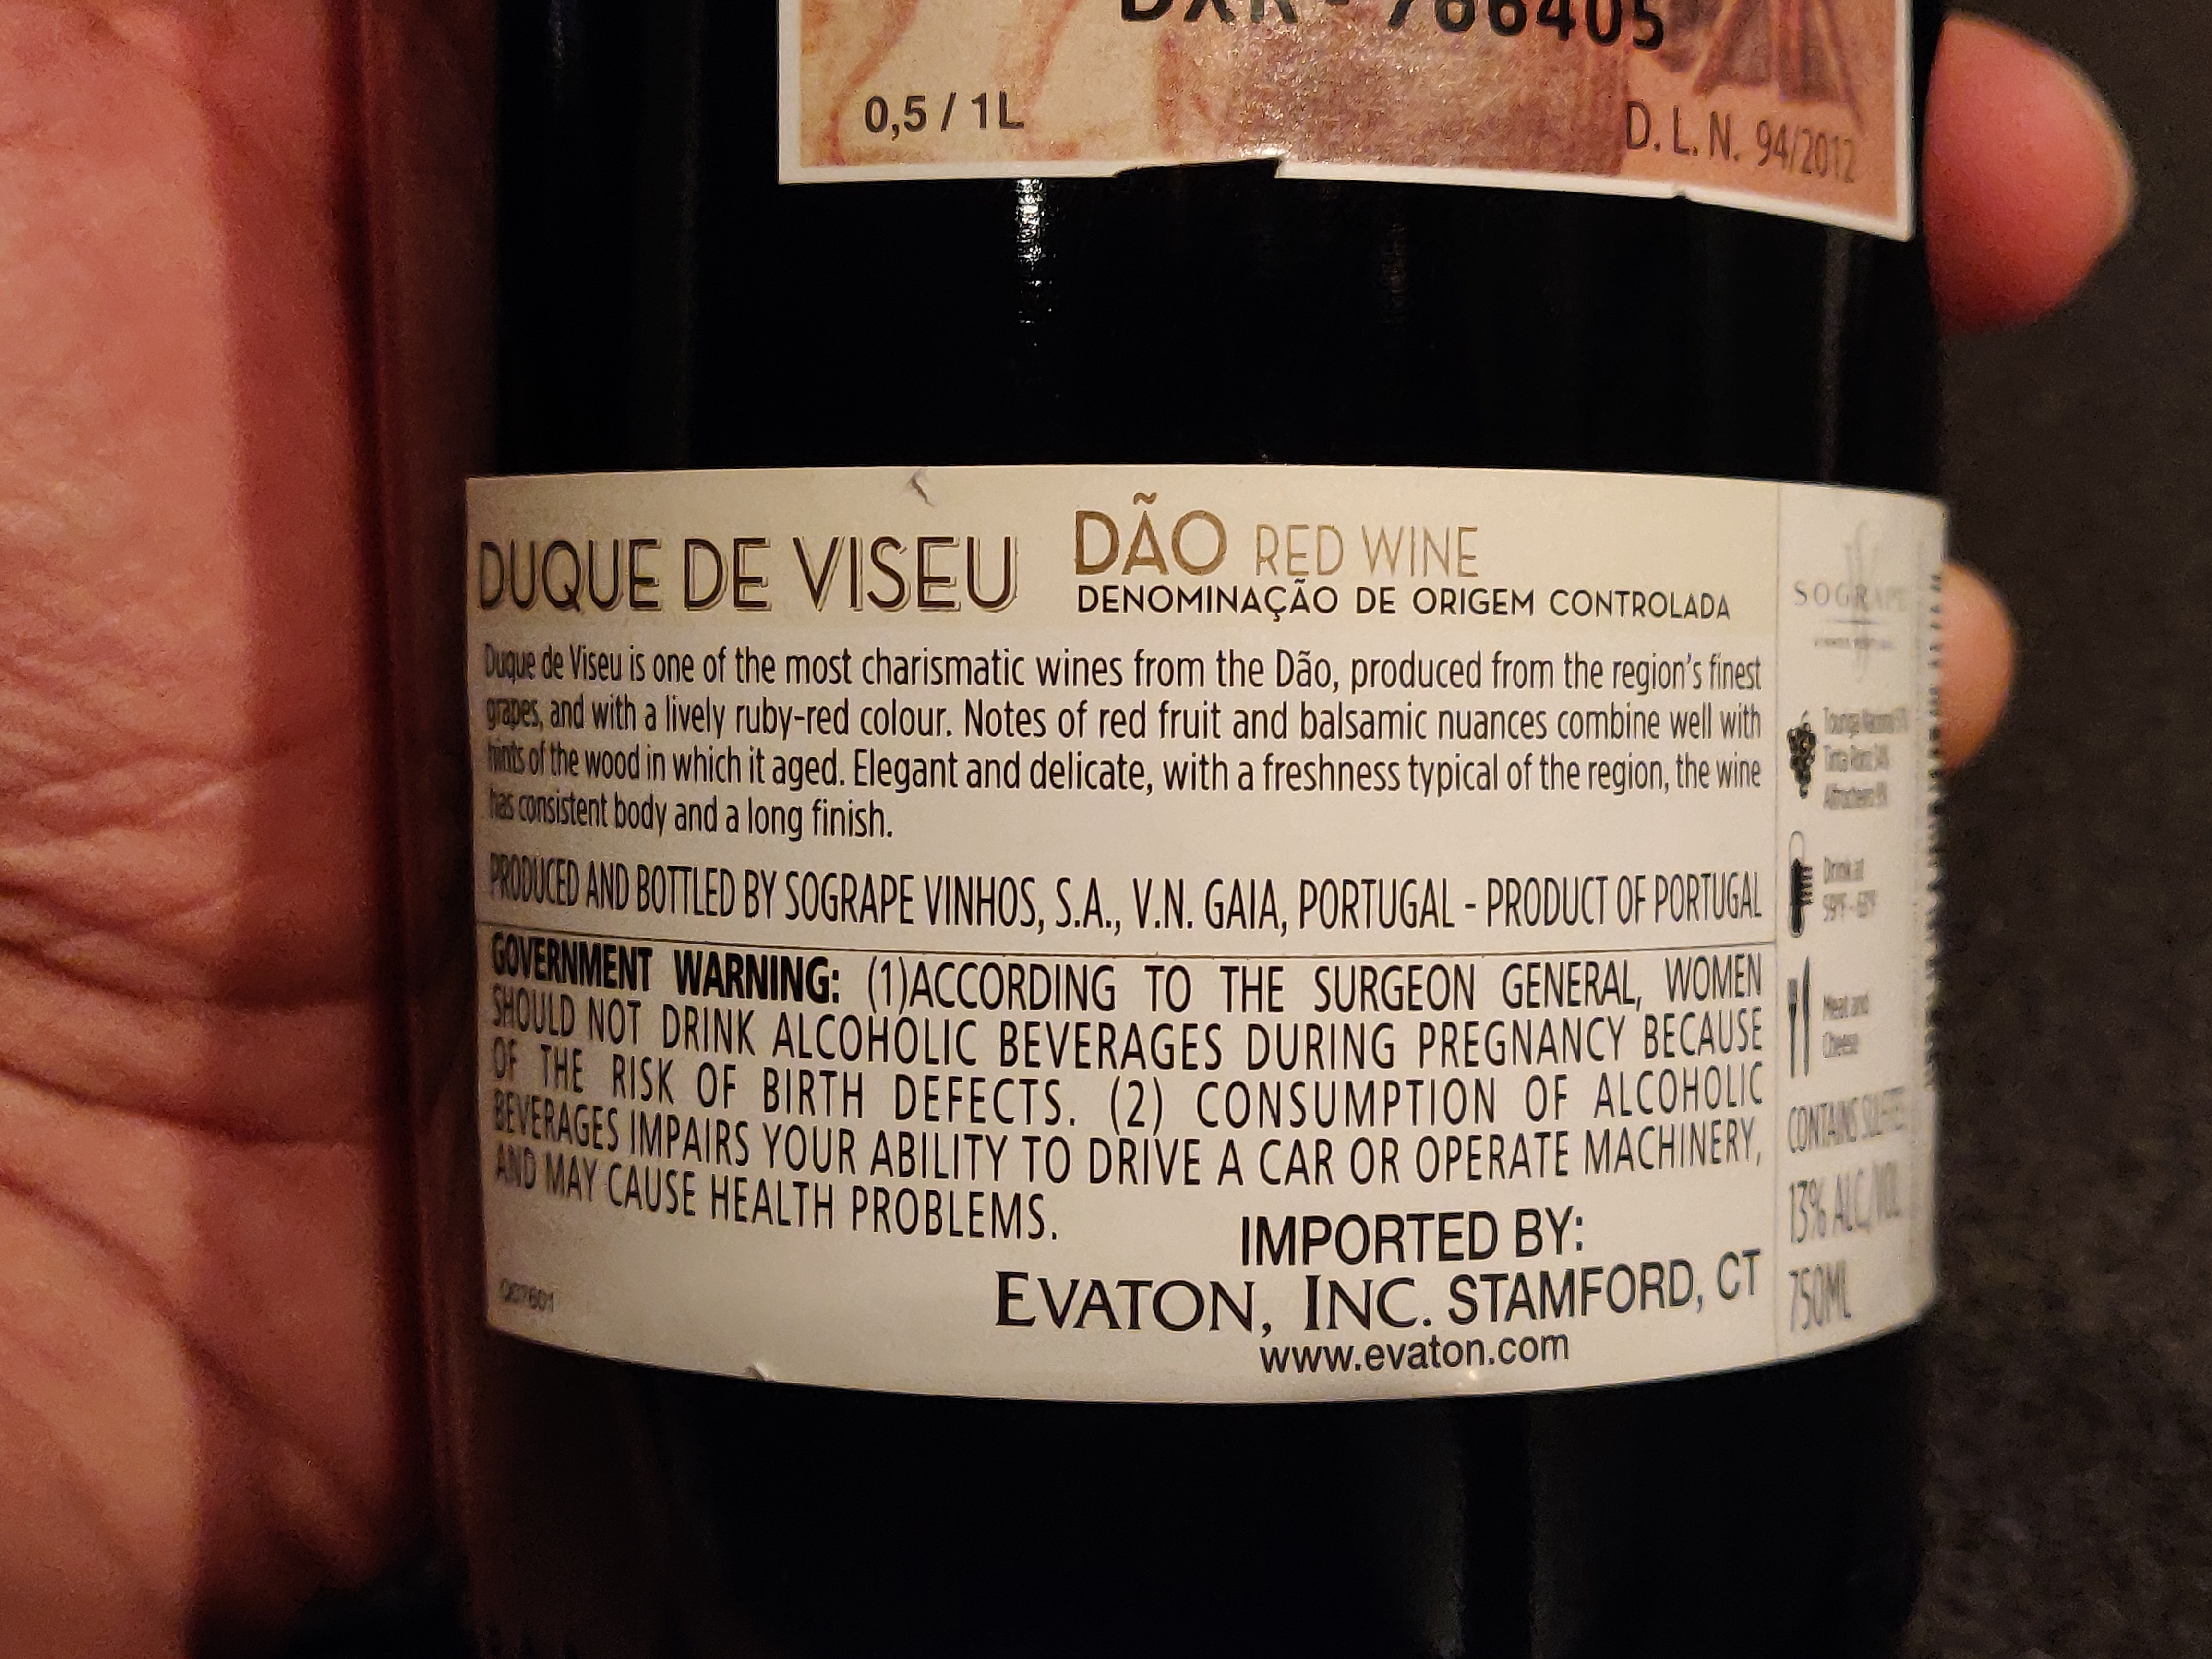 DXR - 766405
0,5 / 1L
D. L. N. 94/2012
DUQUE DE VISEU
DÃO RED WINE
DENOMINAÇÃO DE ORIGEM CONTROLADA
Duque de Viseu is one of the most charismatic wines from the Dão, produced from the region's finest
grapes, and with a lively ruby-red colour. Notes of red fruit and balsamic nuances combine well with
hints of the wood in which it aged. Elegant and delicate, with a freshness typical of the region, the wine
has consistent body and a long finish.
PRODUCED AND BOTTLED BY SOGRAPE VINHOS, S.A., V.N. GAIA, PORTUGAL - PRODUCT OF PORTUGAL
GOVERNMENT WARNING: (1)ACCORDING TO THE SURGEON GENERAL, WOMEN
SHOULD NOT DRINK ALCOHOLIC BEVERAGES DURING PREGNANCY BECAUSE
OF THE RISK OF BIRTH DEFECTS. (2) CONSUMPTION OF ALCOHOLIC
BEVERAGES IMPAIRS YOUR ABILITY TO DRIVE A CAR OR OPERATE MACHINERY,
AND MAY CAUSE HEALTH PROBLEMS.
IMPORTED BY:
EVATON, INC. STAMFORD, CT
www.evaton.com
SOGRAPE
Drink at
Meat and
Cheese
CONTAINS SULFITES
13% ALC./VOL
750ML